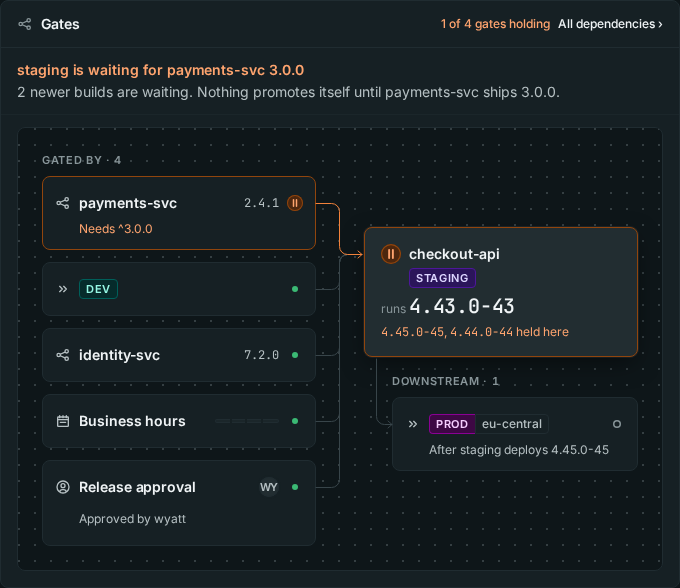 Gates
1 of 4 gates holding All dependencies ›
staging is waiting for payments-svc 3.0.0
2 newer builds are waiting. Nothing promotes itself until payments-svc ships 3.0.0.
GATED BY · 4
payments-svc 2.4.1
Needs ^3.0.0
DEV
identity-svc 7.2.0
Business hours
Release approval WY
Approved by wyatt
checkout-api
STAGING
runs 4.43.0-43
4.45.0-45, 4.44.0-44 held here
DOWNSTREAM · 1
PROD eu-central
After staging deploys 4.45.0-45